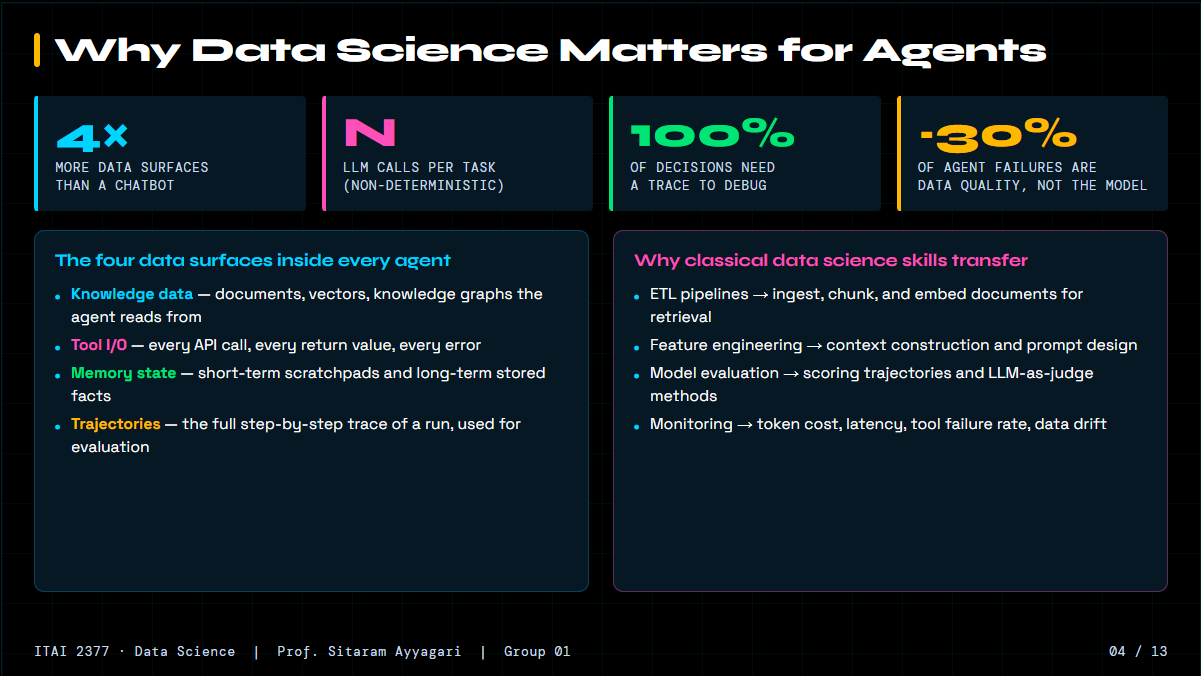 Why Data Science Matters for Agents
4×
MORE DATA SURFACES
THAN A CHATBOT
N
LLM CALLS PER TASK
(NON-DETERMINISTIC)
100%
OF DECISIONS NEED
A TRACE TO DEBUG
-30%
OF AGENT FAILURES ARE
DATA QUALITY, NOT THE MODEL
The four data surfaces inside every agent
• Knowledge data — documents, vectors, knowledge graphs the
agent reads from
• Tool I/O — every API call, every return value, every error
• Memory state — short-term scratchpads and long-term stored
facts
• Trajectories — the full step-by-step trace of a run, used for
evaluation
Why classical data science skills transfer
• ETL pipelines → ingest, chunk, and embed documents for
retrieval
• Feature engineering → context construction and prompt design
• Model evaluation → scoring trajectories and LLM-as-judge
methods
• Monitoring → token cost, latency, tool failure rate, data drift
ITAI 2377 · Data Science | Prof. Sitaram Ayyagari | Group 01
04 / 13